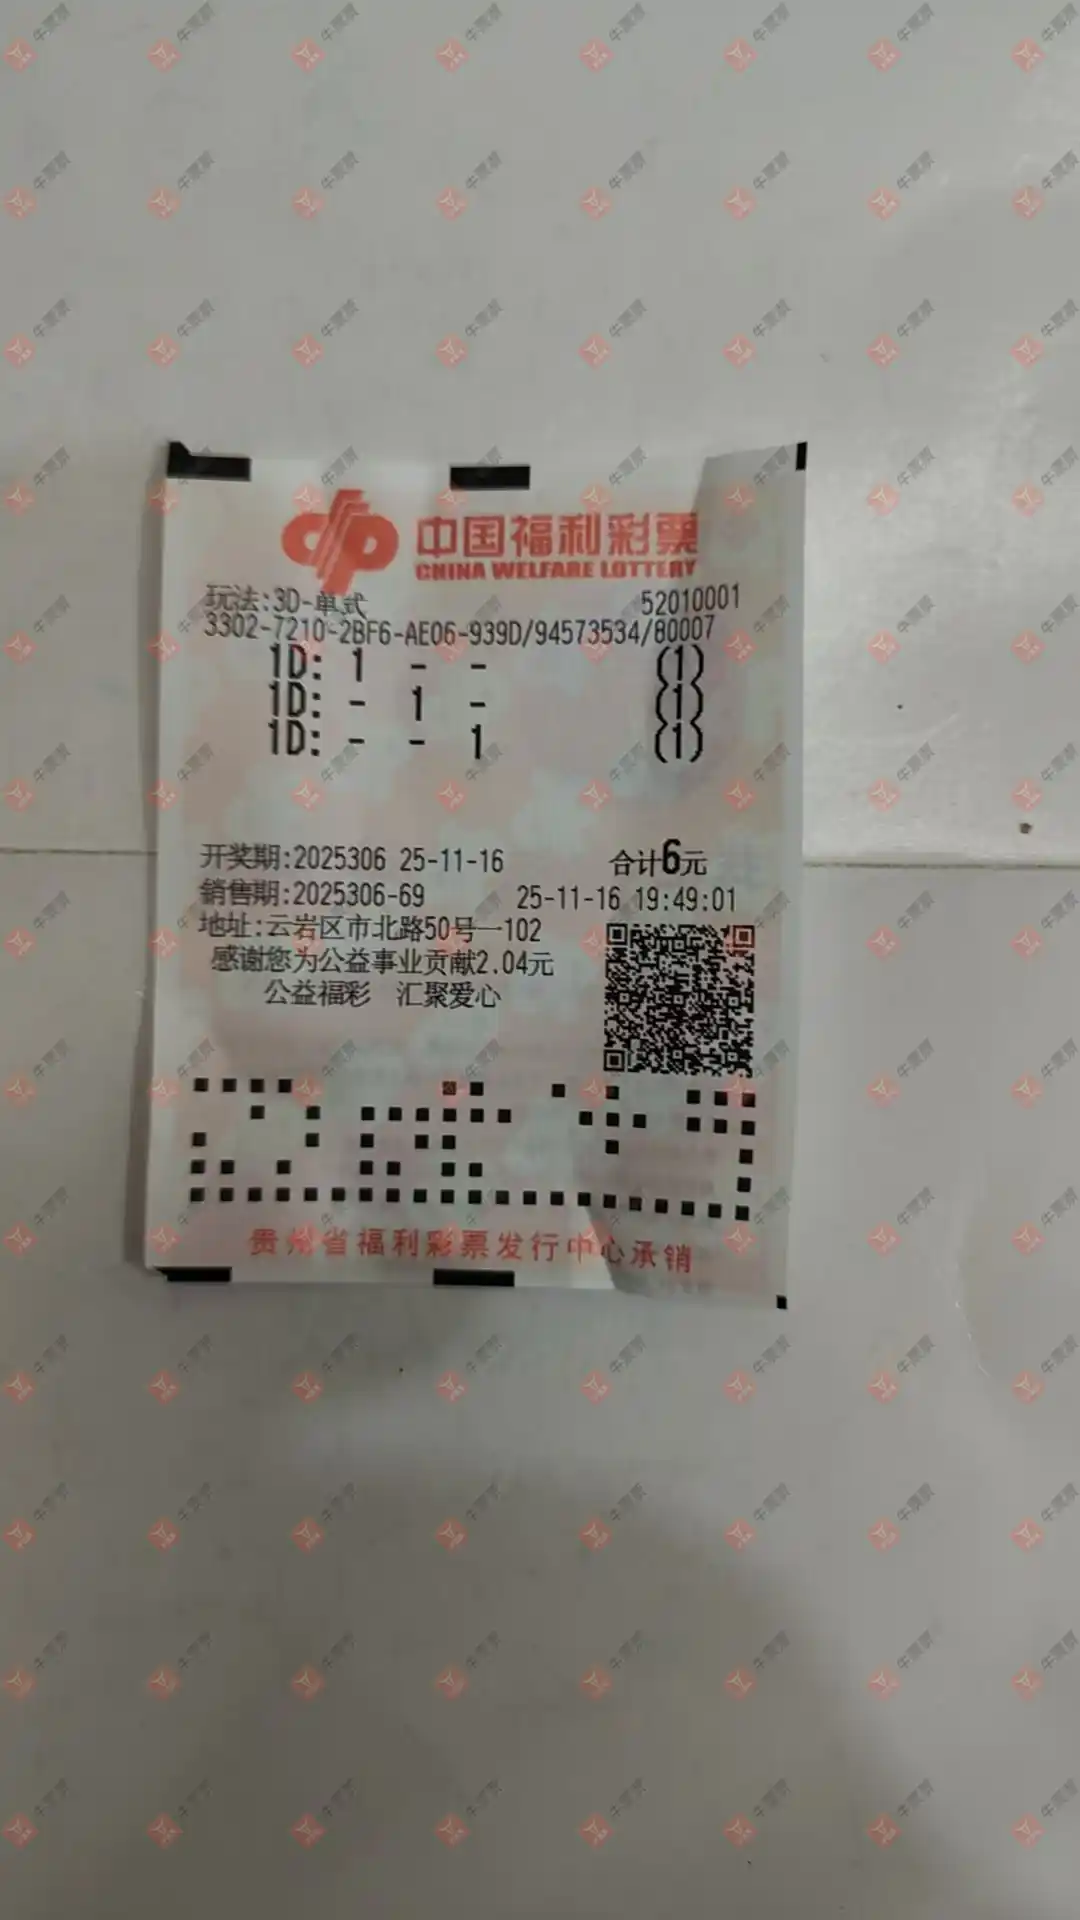 中国福利彩票
CHINA WELFARE LOTTERY
玩法:3D-单式 52010001
3302-7210-2BF6-AE06-939D/94573534/80007
1D: 1 - - (1)
1D: - 1 - (1)
1D: - - 1 (1)
开奖期:2025306 25-11-16 合计6元
销售期:2025306-69 25-11-16 19:49:01
地址:云岩区市北路50号一102
感谢您为公益事业贡献2.04元
公益福彩 汇聚爱心
贵州省福利彩票发行中心承销